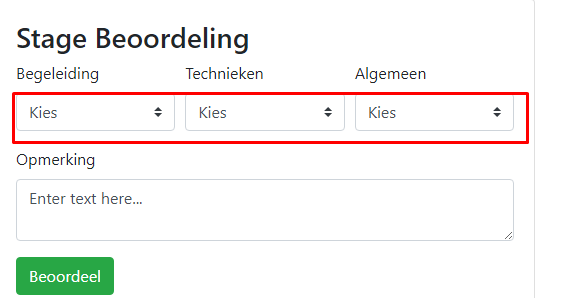 Stage Beoordeling
Begeleiding Technieken Algemeen
Kies Kies Kies
Opmerking
Enter text here...
Beoordeel